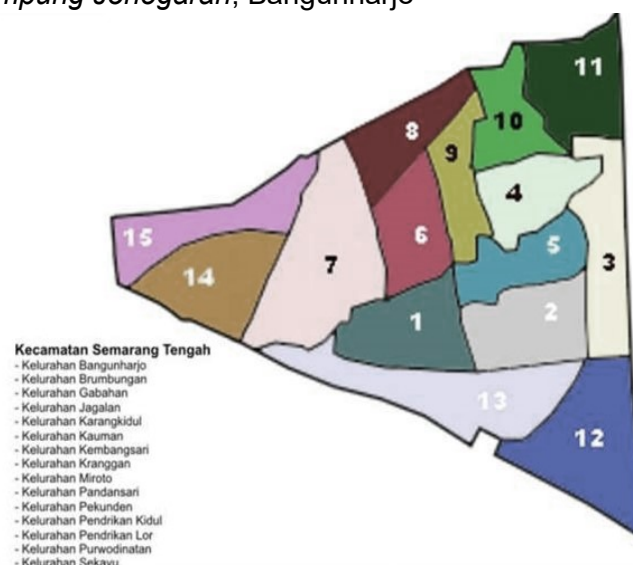 Jenoguran, Bangunharjo
11
8
10
9
4
15
6
5
7
3
14
1
2
13
12
Kecamatan Semarang Tengah
- Kelurahan Bangunharjo
- Kelurahan Brumbungan
- Kelurahan Gabahan
- Kelurahan Jagalan
- Kelurahan Karangkidul
- Kelurahan Kauman
- Kelurahan Kembangsari
- Kelurahan Kranggan
- Kelurahan Miroto
- Kelurahan Pandansari
- Kelurahan Pekunden
- Kelurahan Pendrikan Kidul
- Kelurahan Pendrikan Lor
- Kelurahan Purwodinatan
- Kelurahan Sekayu